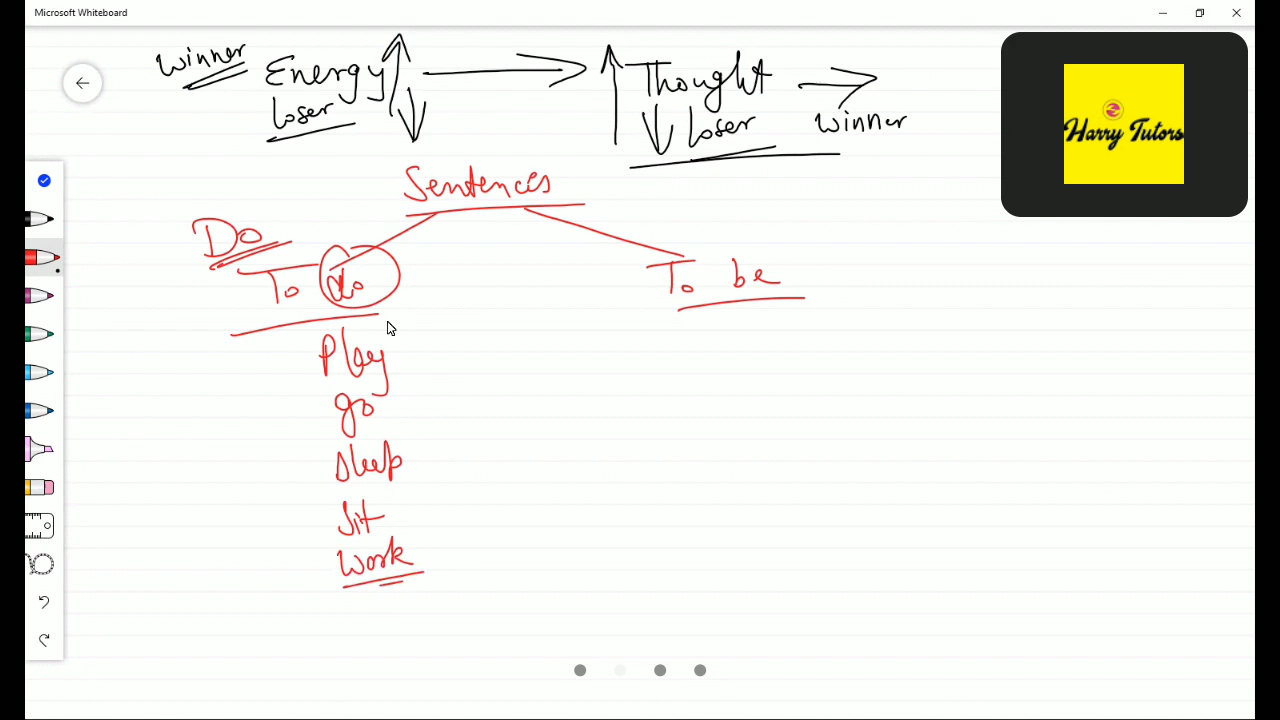 Microsoft Whiteboard
winner Energy Thought
loser loser winner
Sentences
Do
To do To be
Play
go
sleep
sit
work
Harry Tutors